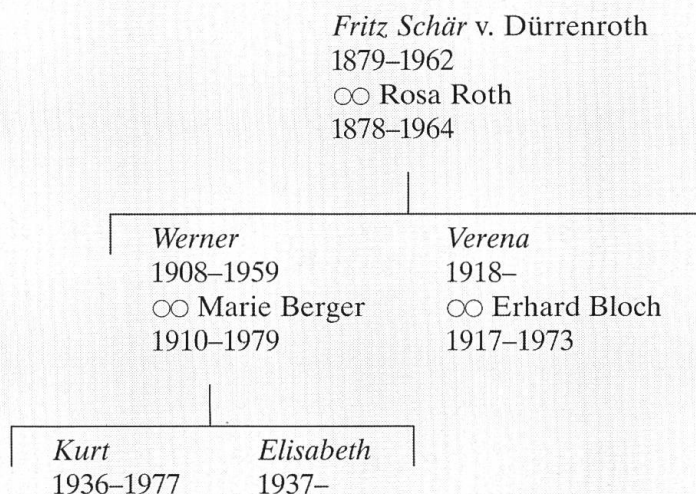 Fritz Schär v. Dürrenroth
1879–1962
○○ Rosa Roth
1878–1964
Werner
1908–1959
○○ Marie Berger
1910–1979
Verena
1918–
○○ Erhard Bloch
1917–1973
Kurt
1936–1977
Elisabeth
1937–